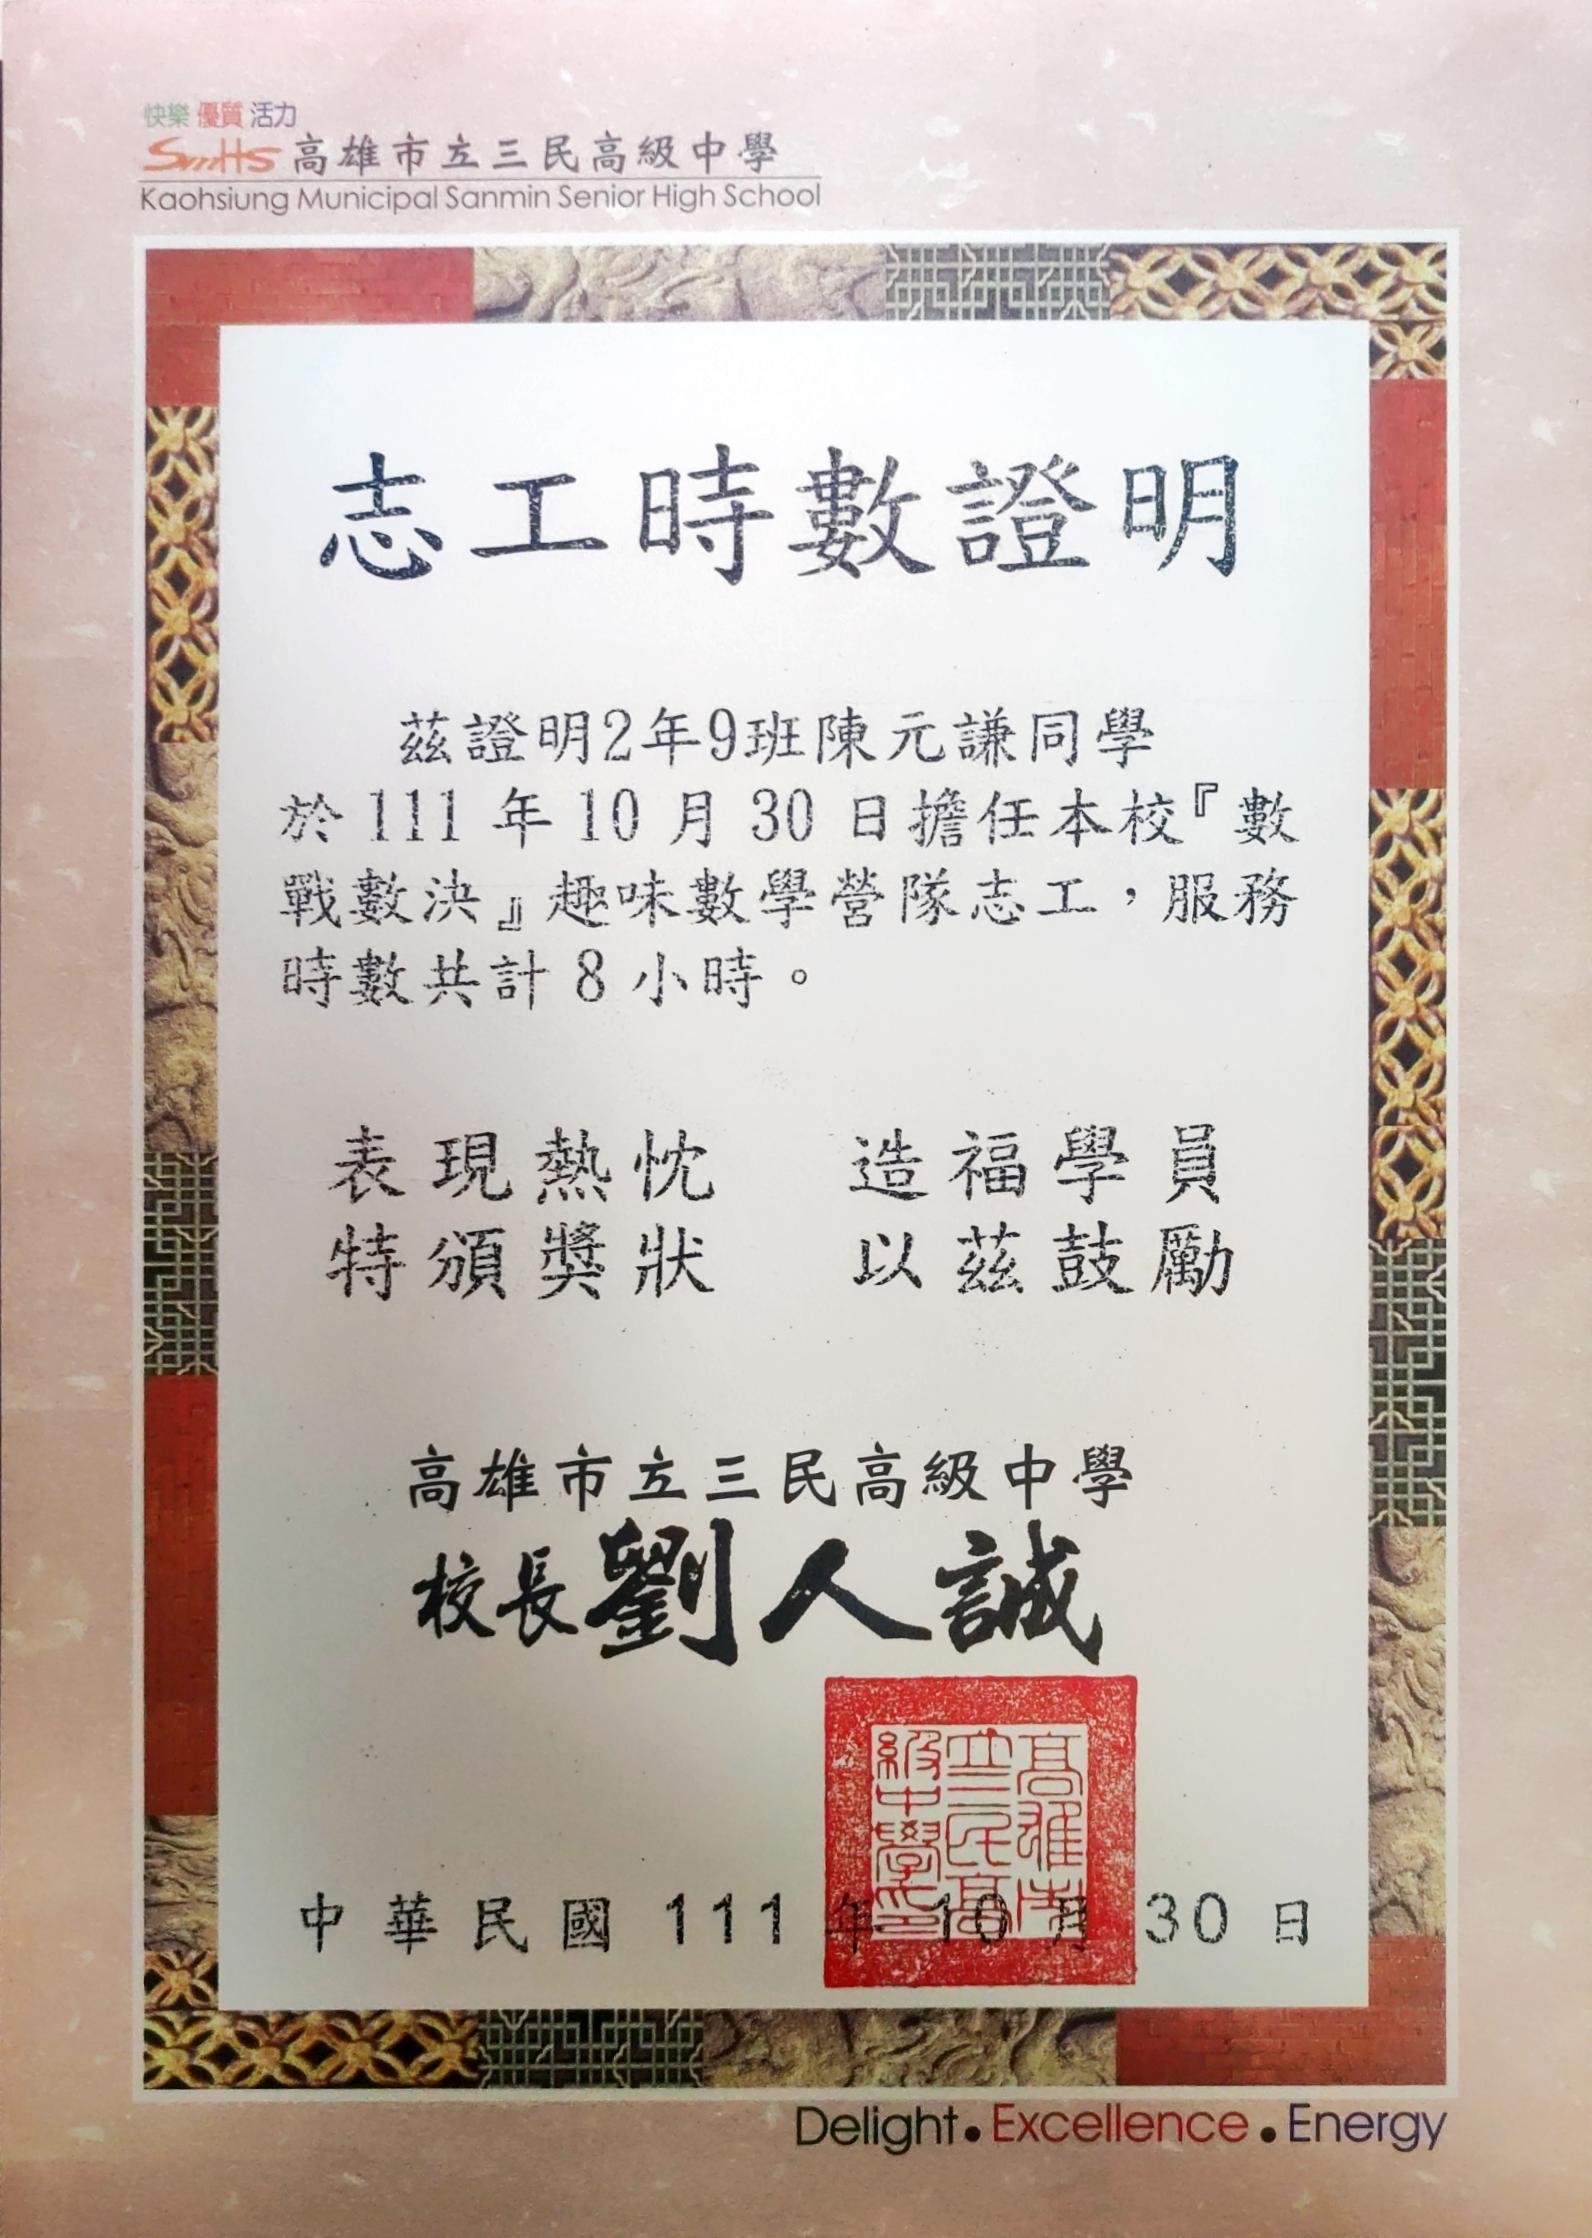 快樂 優質 活力
SmHS 高雄市立三民高級中學
Kaohsiung Municipal Sanmin Senior High School
志工時數證明
茲證明2年9班陳元謙同學
於 111 年 10 月 30 日擔任本校『數
戰數決』趣味數學營隊志工，服務
時數共計 8 小時。
表現熱忱 造福學員
特頒獎狀 以茲鼓勵
高雄市立三民高級中學
校長劉人誠
高雄市
立三民高
級中學印
中華民國 111 年 10 月 30 日
Delight．Excellence．Energy